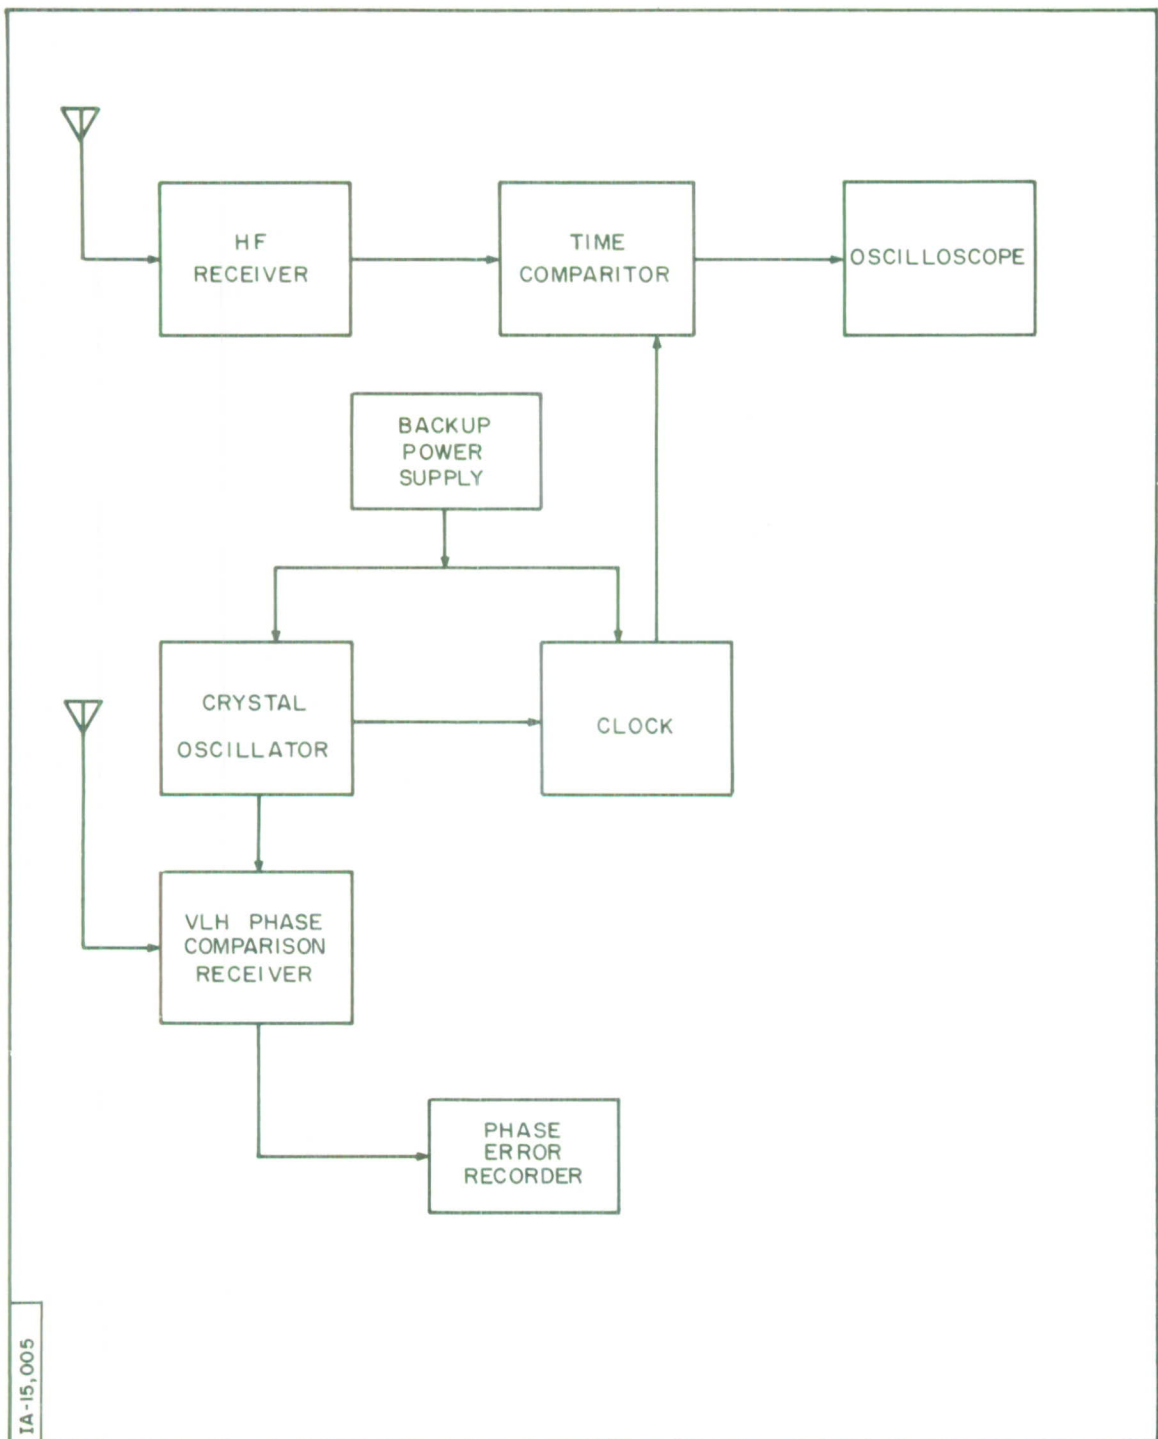 HF
RECEIVER
TIME
COMPARITOR
OSCILLOSCOPE
BACKUP
POWER
SUPPLY
CRYSTAL
OSCILLATOR
CLOCK
VLH PHASE
COMPARISON
RECEIVER
PHASE
ERROR
RECORDER
IA-15,005